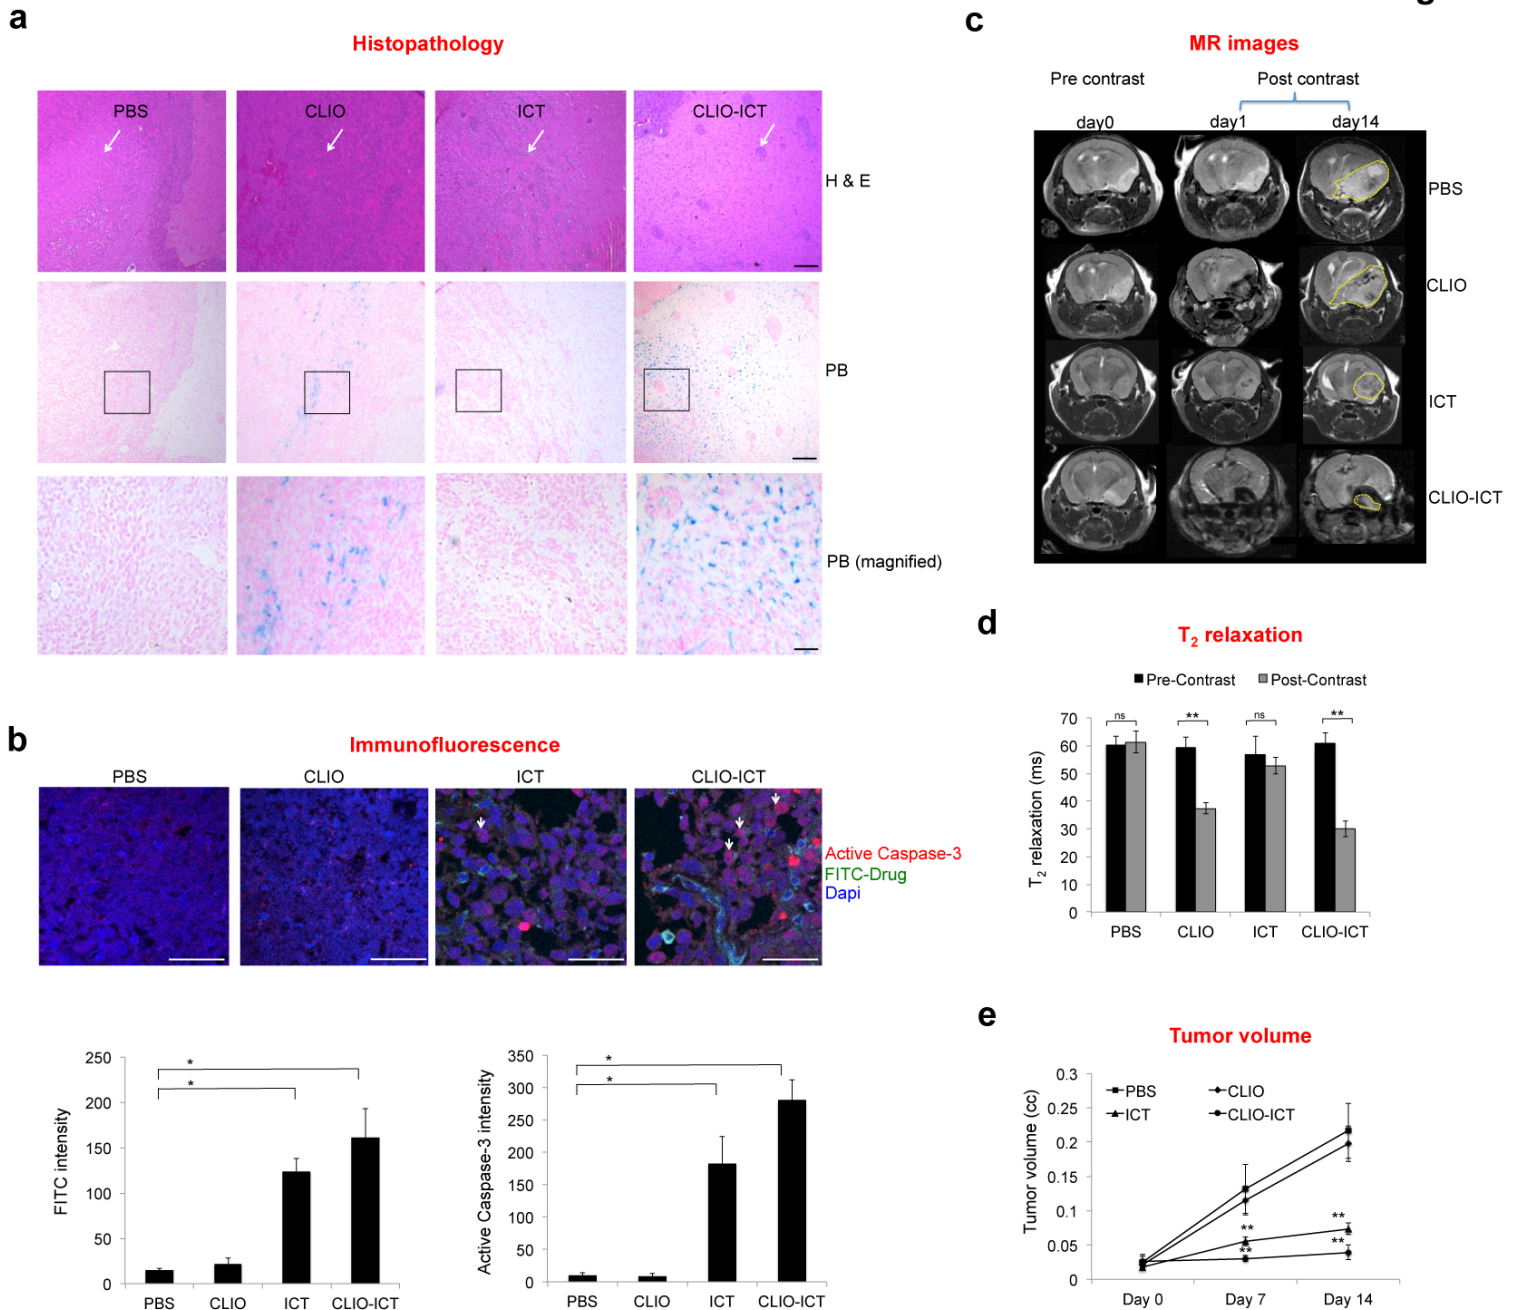 a
Histopathology
PBS CLIO ICT CLIO-ICT
H & E
PB
PB (magnified)
b
Immunofluorescence
PBS CLIO ICT CLIO-ICT
Active Caspase-3
FITC-Drug
Dapi
FITC intensity
250
200
150
100
50
0
* *
PBS CLIO ICT CLIO-ICT
Active Caspase-3 intensity
350
300
250
200
150
100
50
0
* *
PBS CLIO ICT CLIO-ICT
c
MR images
Pre contrast Post contrast
day0 day1 day14
PBS
CLIO
ICT
CLIO-ICT
d
T2 relaxation
Pre-Contrast Post-Contrast
T2 relaxation (ms)
70
60
50
40
30
20
10
0
ns ** ns **
PBS CLIO ICT CLIO-ICT
e
Tumor volume
Tumor volume (cc)
0.3
0.25
0.2
0.15
0.1
0.05
0
PBS CLIO
ICT CLIO-ICT
** **
** **
Day 0 Day 7 Day 14